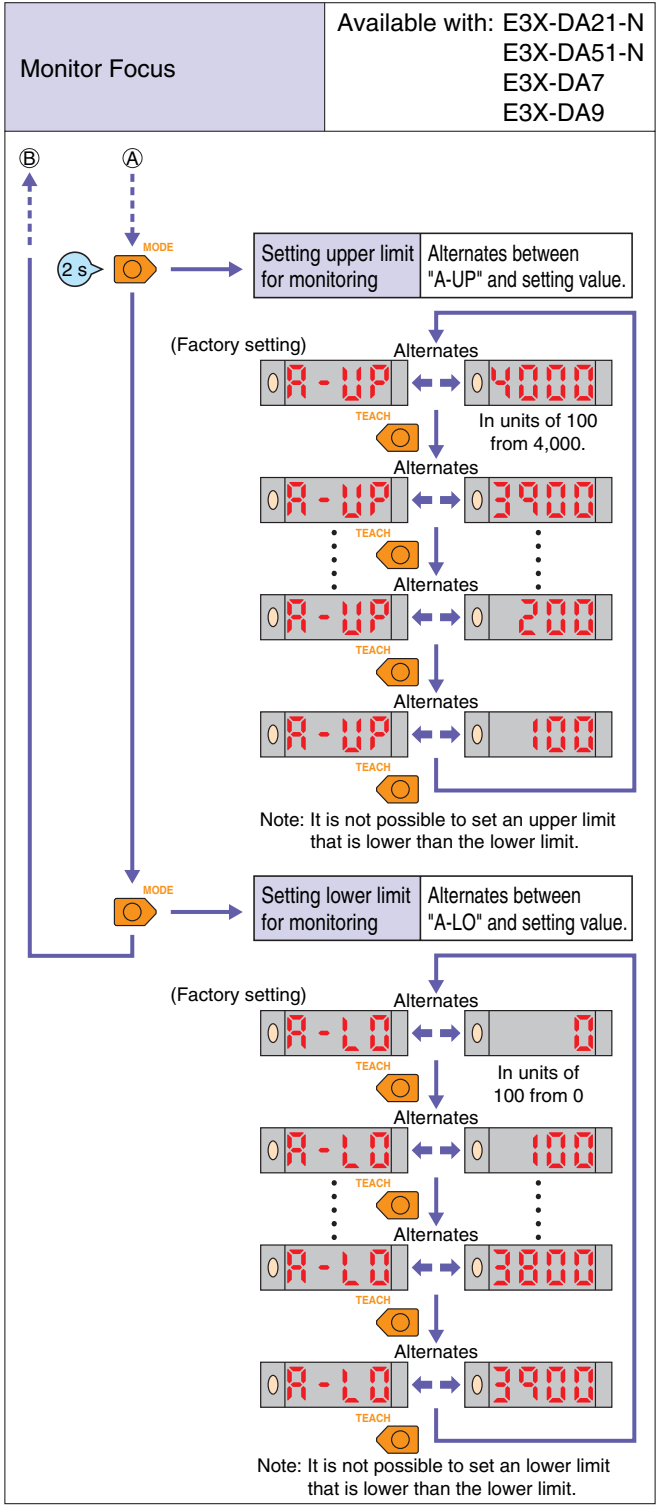 Monitor Focus
Available with: E3X-DA21-N
E3X-DA51-N
E3X-DA7
E3X-DA9
B
A
MODE
2 s
Setting upper limit
for monitoring
Alternates between
"A-UP" and setting value.
(Factory setting)
Alternates
A-UP
4000
TEACH
In units of 100
from 4,000.
Alternates
A-UP
3900
TEACH
Alternates
A-UP
200
TEACH
Alternates
A-UP
100
TEACH
Note: It is not possible to set an upper limit
that is lower than the lower limit.
MODE
Setting lower limit
for monitoring
Alternates between
"A-LO" and setting value.
(Factory setting)
Alternates
A-LO
0
TEACH
In units of
100 from 0
Alternates
A-LO
100
TEACH
Alternates
A-LO
3800
TEACH
Alternates
A-LO
3900
TEACH
Note: It is not possible to set an lower limit
that is lower than the lower limit.